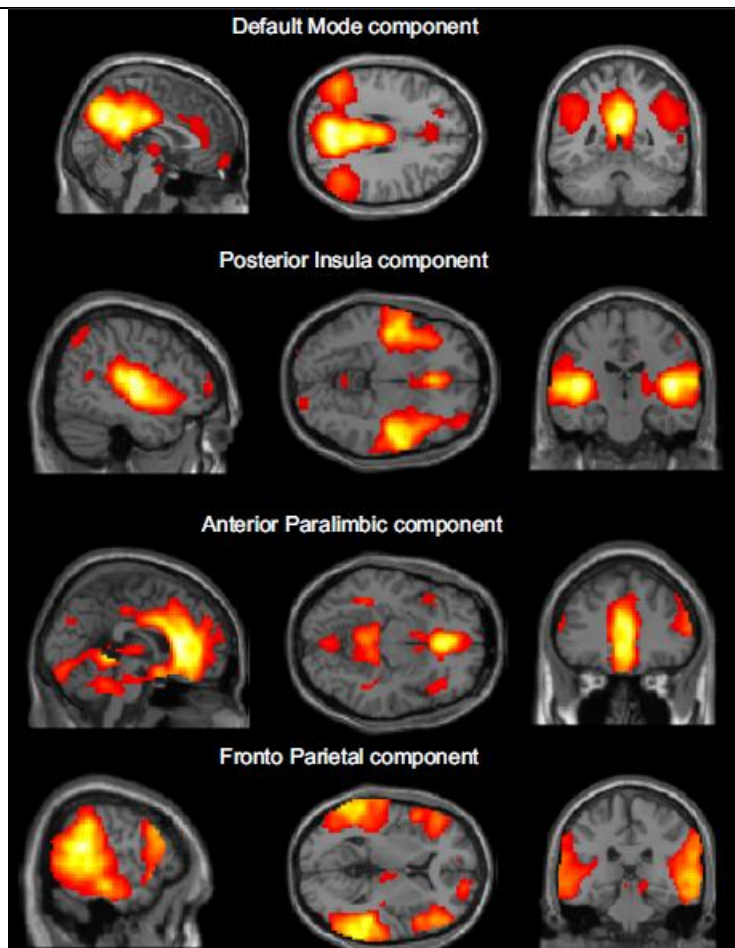 Default Mode component
Posterior Insula component
Anterior Paralimbic component
Fronto Parietal component